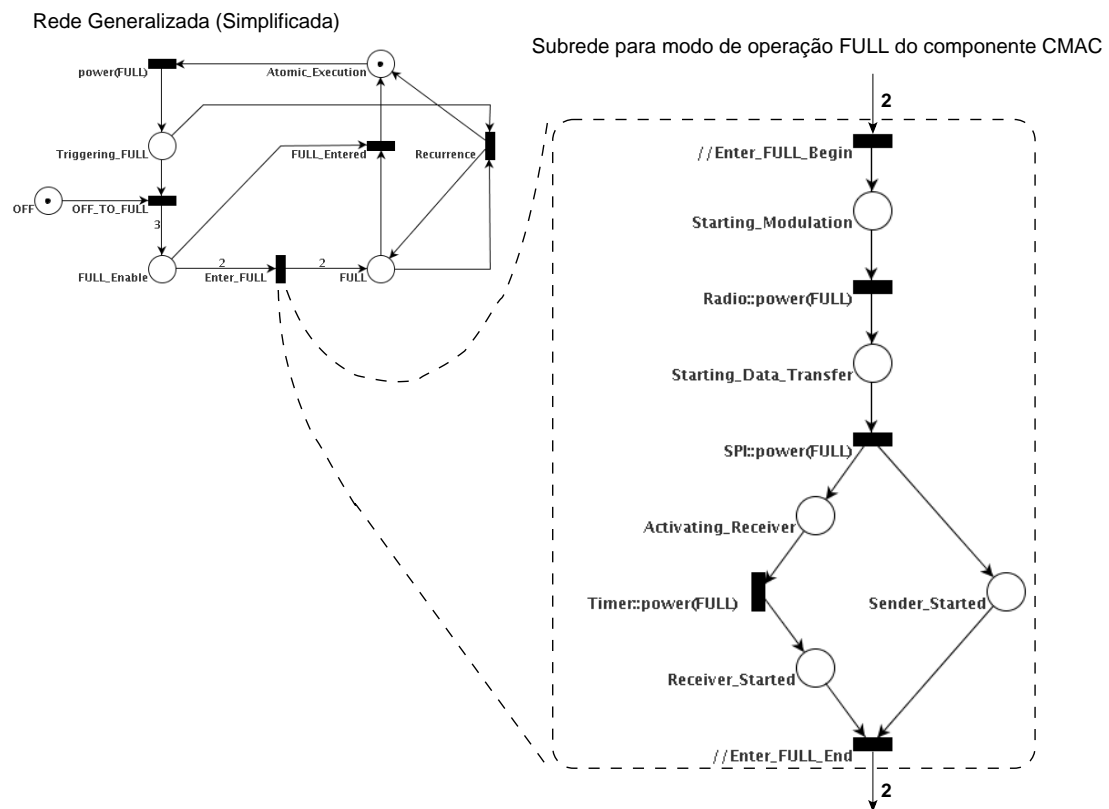 Rede Generalizada (Simplificada)
power(FULL)
Atomic_Execution
Triggering_FULL
FULL_Entered
Recurrence
OFF
OFF_TO_FULL
3
FULL_Enable
2
Enter_FULL
2
FULL
Subrede para modo de operação FULL do componente CMAC
2
//Enter_FULL_Begin
Starting_Modulation
Radio::power(FULL)
Starting_Data_Transfer
SPI::power(FULL)
Activating_Receiver
Timer::power(FULL)
Sender_Started
Receiver_Started
//Enter_FULL_End
2